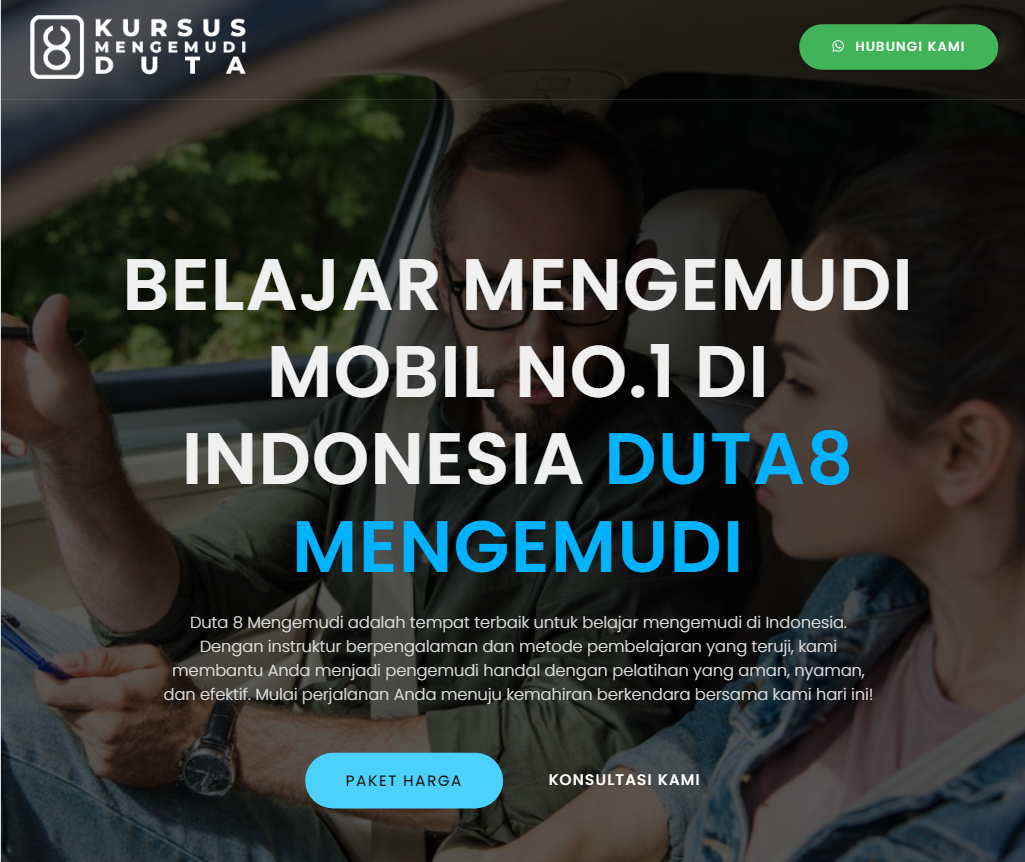 KURSUS
MENGEMUDI
DUTA
HUBUNGI KAMI
BELAJAR MENGEMUDI
MOBIL NO.1 DI
INDONESIA DUTA8
MENGEMUDI
Duta 8 Mengemudi adalah tempat terbaik untuk belajar mengemudi di Indonesia.
Dengan instruktur berpengalaman dan metode pembelajaran yang teruji, kami
membantu Anda menjadi pengemudi handal dengan pelatihan yang aman, nyaman,
dan efektif. Mulai perjalanan Anda menuju kemahiran berkendara bersama kami hari ini!
PAKET HARGA
KONSULTASI KAMI